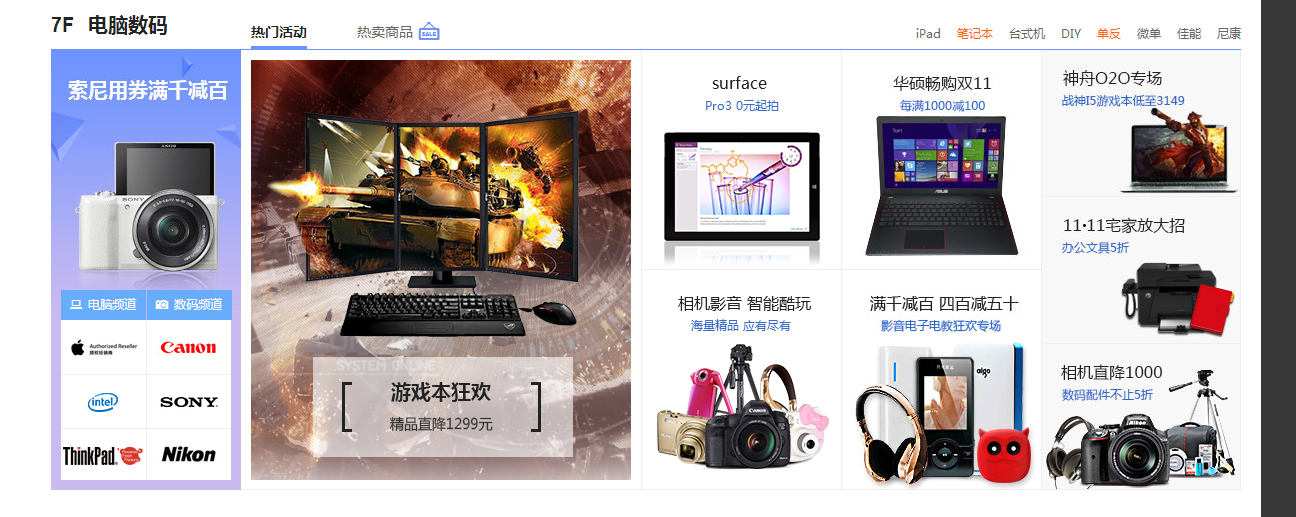 7F 电脑数码
热门活动
热卖商品
SALE
iPad 笔记本 台式机 DIY 单反 微单 佳能 尼康
索尼用券满千减百
SONY
SONY
电脑频道
数码频道
Authorized Reseller
授权经销商
Canon
intel
SONY
ThinkPad
Nikon
SYSTEM ONLINE
游戏本狂欢
精品直降1299元
surface
Pro3 0元起拍
华硕畅购双11
每满1000减100
Start
ASUS
神舟O2O专场
战神I5游戏本低至3149
11·11宅家放大招
办公文具5折
相机影音 智能酷玩
海量精品 应有尽有
Canon
满千减百 四百减五十
影音电子电教狂欢专场
aigo
相机直降1000
数码配件不止5折
Nikon